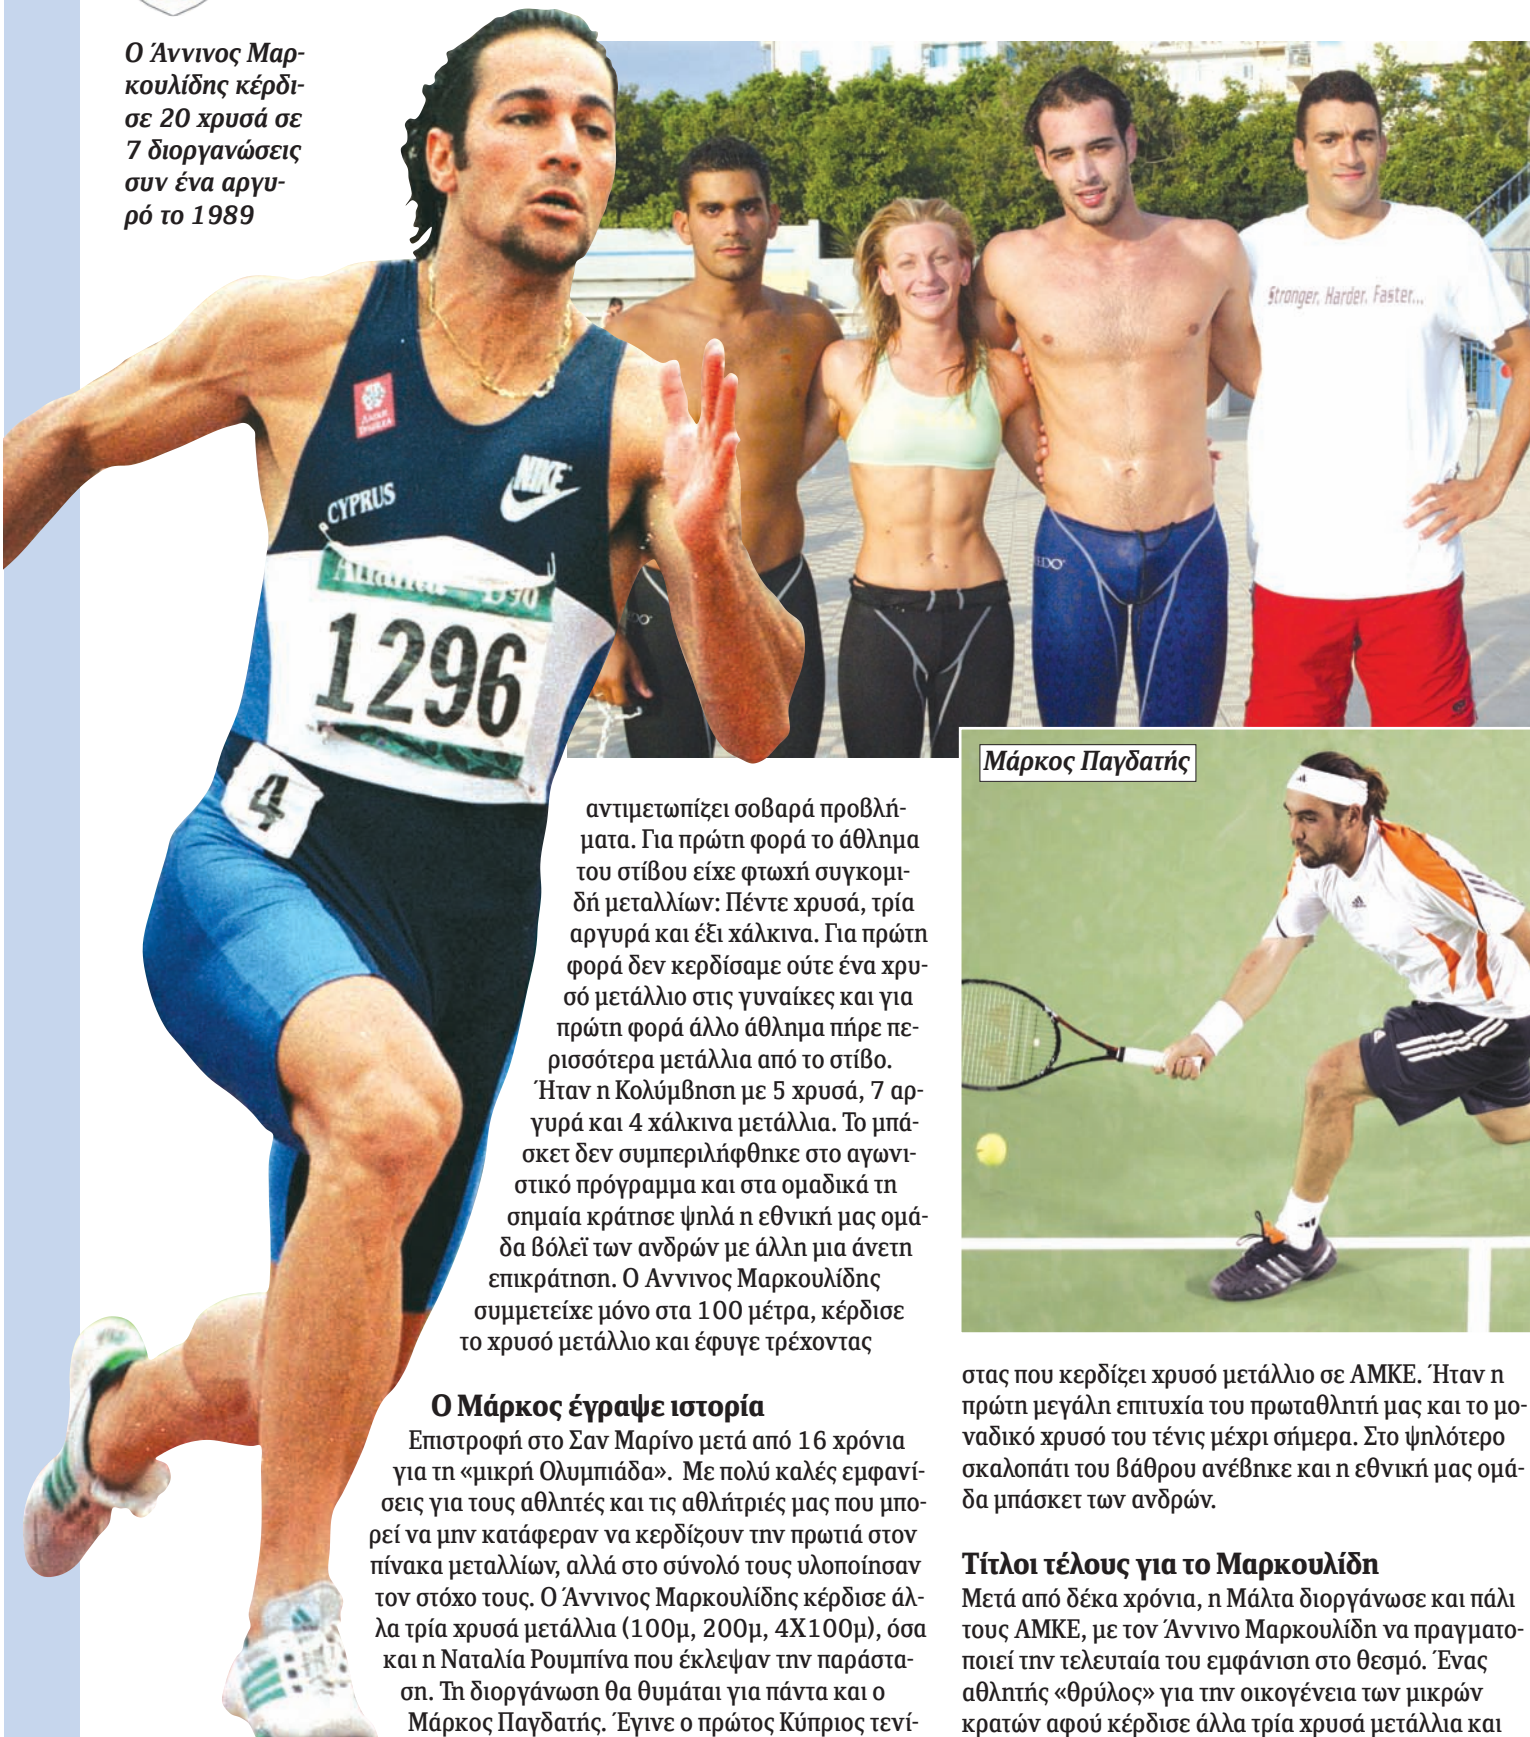 Ο Άννινος Μαρ-
κουλίδης κέρδι-
σε 20 χρυσά σε
7 διοργανώσεις
συν ένα αργυ-
ρό το 1989
Stronger. Harder. Faster...
NIKE
CYPRUS
Atlanta 1996
1296
4
Μάρκος Παγδατής
αντιμετωπίζει σοβαρά προβλή-
ματα. Για πρώτη φορά το άθλημα
του στίβου είχε φτωχή συγκομι-
δή μεταλλίων: Πέντε χρυσά, τρία
αργυρά και έξι χάλκινα. Για πρώτη
φορά δεν κερδίσαμε ούτε ένα χρυ-
σό μετάλλιο στις γυναίκες και για
πρώτη φορά άλλο άθλημα πήρε πε-
ρισσότερα μετάλλια από το στίβο.
Ήταν η Κολύμβηση με 5 χρυσά, 7 αρ-
γυρά και 4 χάλκινα μετάλλια. Το μπά-
σκετ δεν συμπεριλήφθηκε στο αγωνι-
στικό πρόγραμμα και στα ομαδικά τη
σημαία κράτησε ψηλά η εθνική μας ομά-
δα βόλεϊ των ανδρών με άλλη μια άνετη
επικράτηση. Ο Αννινος Μαρκουλίδης
συμμετείχε μόνο στα 100 μέτρα, κέρδισε
το χρυσό μετάλλιο και έφυγε τρέχοντας
Ο Μάρκος έγραψε ιστορία
Επιστροφή στο Σαν Μαρίνο μετά από 16 χρόνια
για τη «μικρή Ολυμπιάδα». Με πολύ καλές εμφανί-
σεις για τους αθλητές και τις αθλήτριές μας που μπο-
ρεί να μην κατάφεραν να κερδίζουν την πρωτιά στον
πίνακα μεταλλίων, αλλά στο σύνολό τους υλοποίησαν
τον στόχο τους. Ο Άννινος Μαρκουλίδης κέρδισε άλ-
λα τρία χρυσά μετάλλια (100μ, 200μ, 4Χ100μ), όσα
και η Ναταλία Ρουμπίνα που έκλεψαν την παράστα-
ση. Τη διοργάνωση θα θυμάται για πάντα και ο
Μάρκος Παγδατής. Έγινε ο πρώτος Κύπριος τενί-
στας που κερδίζει χρυσό μετάλλιο σε ΑΜΚΕ. Ήταν η
πρώτη μεγάλη επιτυχία του πρωταθλητή μας και το μο-
ναδικό χρυσό του τένις μέχρι σήμερα. Στο ψηλότερο
σκαλοπάτι του βάθρου ανέβηκε και η εθνική μας ομά-
δα μπάσκετ των ανδρών.
Τίτλοι τέλους για το Μαρκουλίδη
Μετά από δέκα χρόνια, η Μάλτα διοργάνωσε και πάλι
τους ΑΜΚΕ, με τον Άννινο Μαρκουλίδη να πραγματο-
ποιεί την τελευταία του εμφάνιση στο θεσμό. Ένας
αθλητής «θρύλος» για την οικογένεια των μικρών
κρατών αφού κέρδισε άλλα τρία χρυσά μετάλλια και